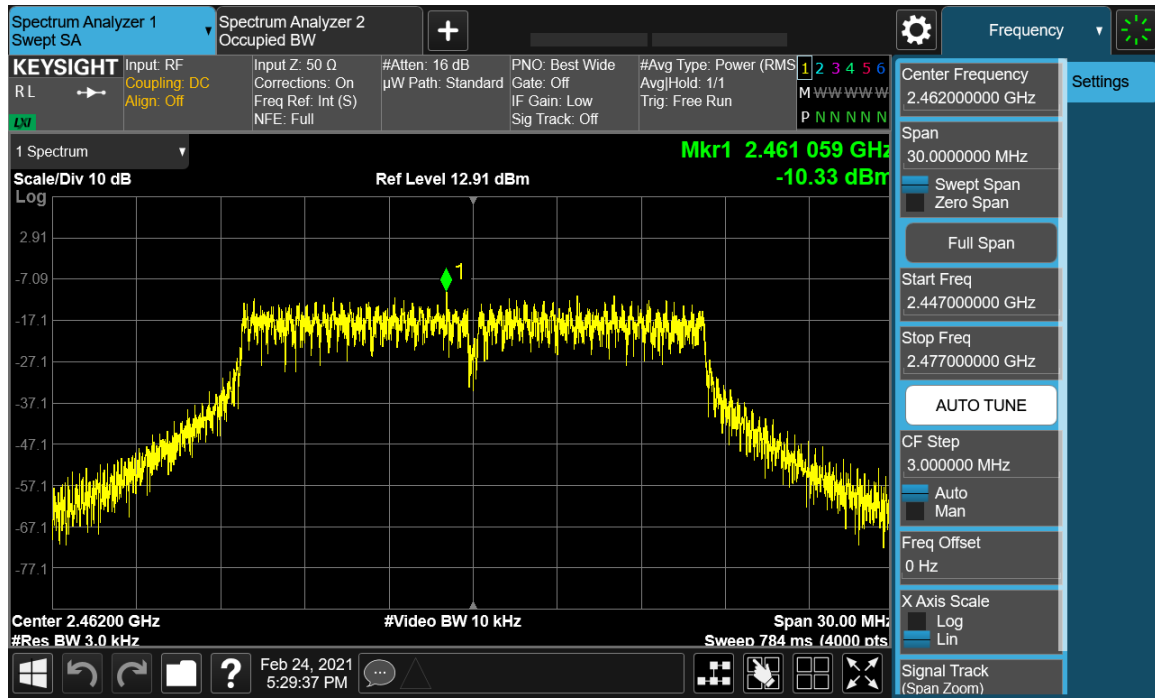 Spectrum Analyzer 1
Swept SA
Spectrum Analyzer 2
Occupied BW
+
Frequency
KEYSIGHT
R L
LXI
Input: RF
Coupling: DC
Align: Off
Input Z: 50 Ω
Corrections: On
Freq Ref: Int (S)
NFE: Full
#Atten: 16 dB
µW Path: Standard
PNO: Best Wide
Gate: Off
IF Gain: Low
Sig Track: Off
#Avg Type: Power (RMS
Avg|Hold: 1/1
Trig: Free Run
1 2 3 4 5 6
M W W W W W
P N N N N N
Center Frequency
2.462000000 GHz
Settings
Span
30.0000000 MHz
Swept Span
Zero Span
Full Span
Start Freq
2.447000000 GHz
Stop Freq
2.477000000 GHz
AUTO TUNE
CF Step
3.000000 MHz
Auto
Man
Freq Offset
0 Hz
X Axis Scale
Log
Lin
Signal Track
(Span Zoom)
1 Spectrum
Mkr1 2.461 059 GHz
-10.33 dBm
Scale/Div 10 dB
Ref Level 12.91 dBm
Log
2.91
-7.09
-17.1
-27.1
-37.1
-47.1
-57.1
-67.1
-77.1
1
Center 2.46200 GHz
#Video BW 10 kHz
Span 30.00 MHz
#Res BW 3.0 kHz
Sweep 784 ms (4000 pts
?
Feb 24, 2021
5:29:37 PM